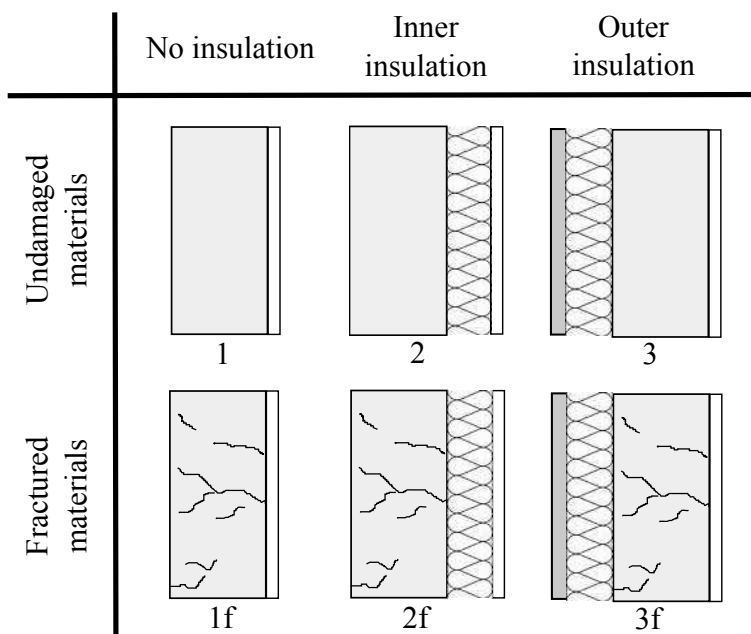 No insulation
Inner
insulation
Outer
insulation
Undamaged
materials
1
2
3
Fractured
materials
1f
2f
3f